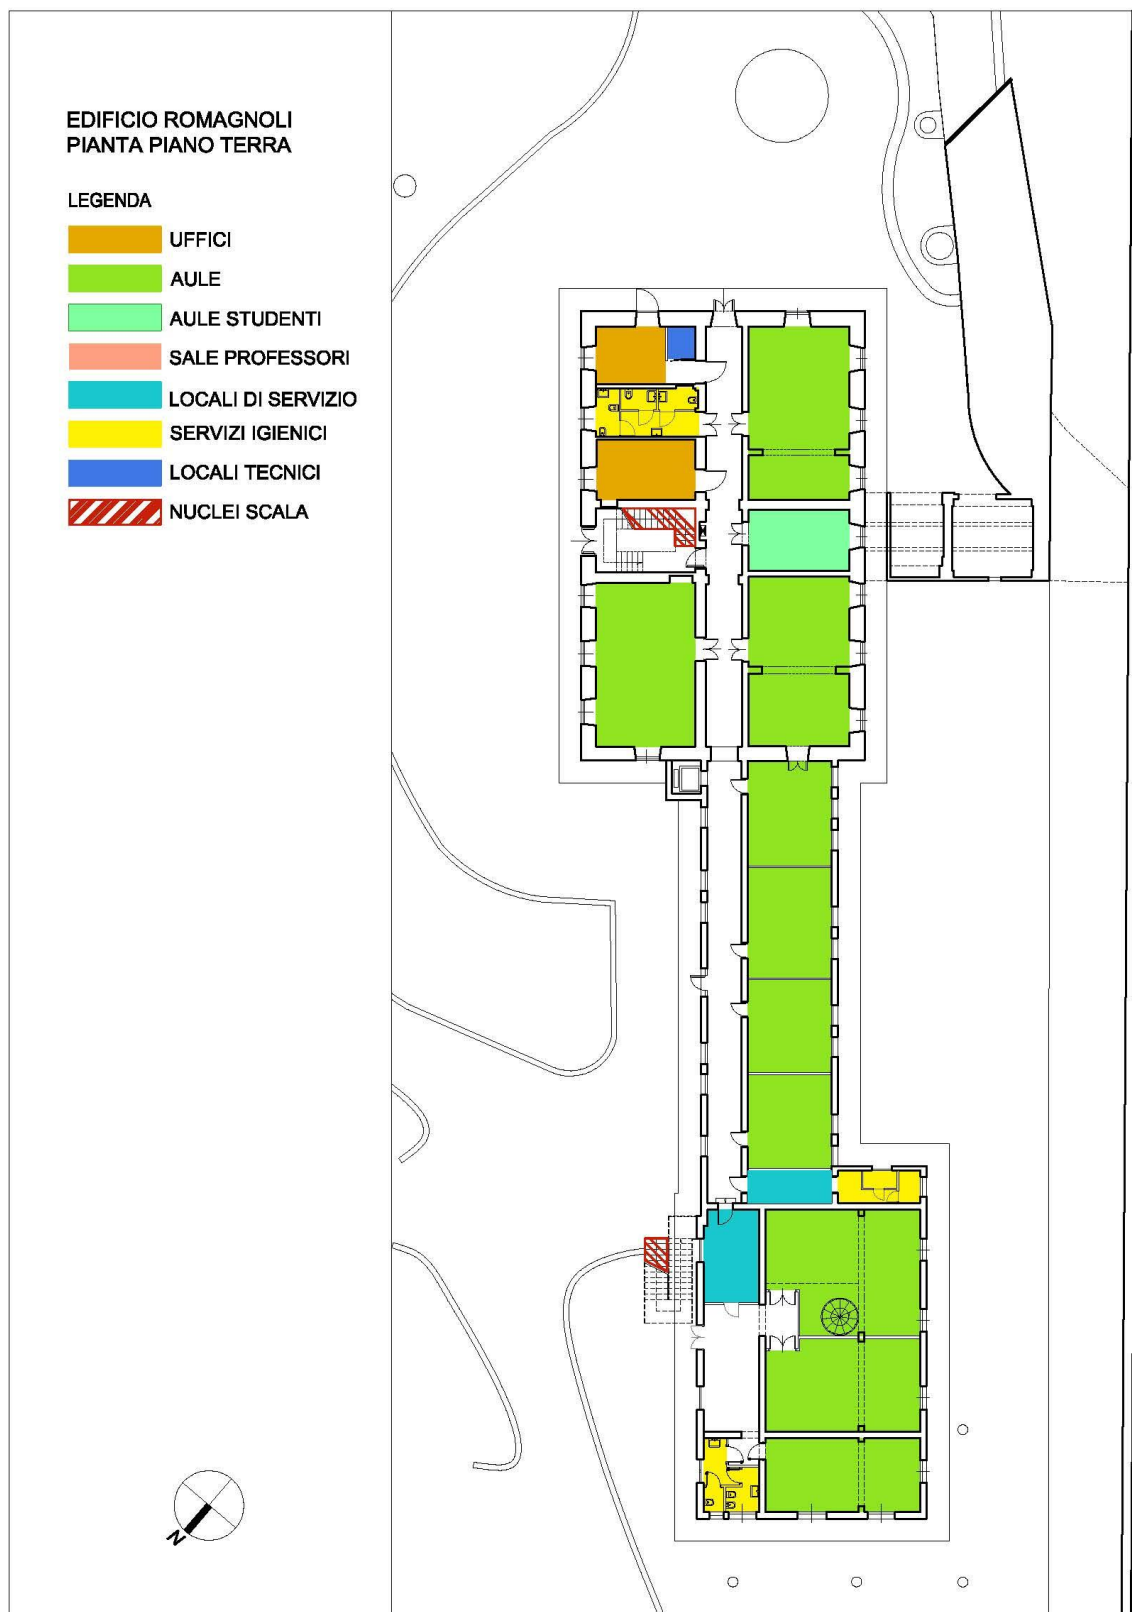 EDIFICIO ROMAGNOLI
PIANTA PIANO TERRA
LEGENDA
UFFICI
AULE
AULE STUDENTI
SALE PROFESSORI
LOCALI DI SERVIZIO
SERVIZI IGIENICI
LOCALI TECNICI
NUCLEI SCALA
N